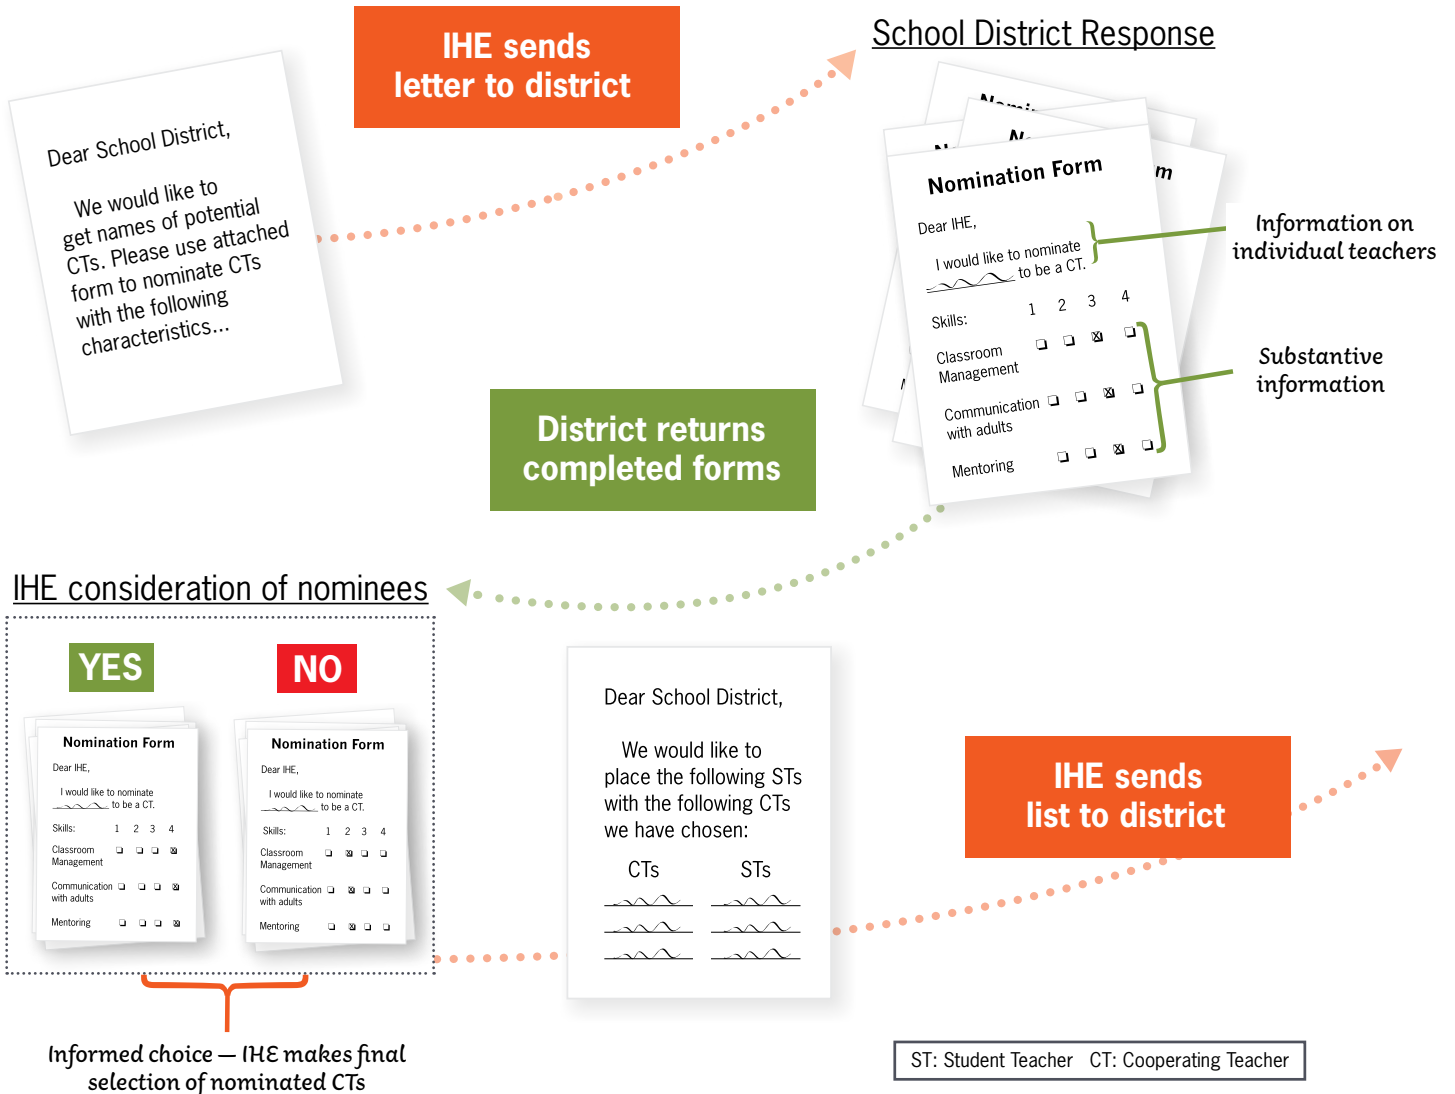 IHE sends
letter to district
School District Response
Dear School District,
We would like to
get names of potential
CTs. Please use attached
form to nominate CTs
with the following
characteristics...
Nomination Form
Dear IHE,
I would like to nominate
to be a CT.
Skills: 1 2 3 4
Classroom
Management
Communication
with adults
Mentoring
Information on
individual teachers
Substantive
information
District returns
completed forms
IHE consideration of nominees
YES
NO
Nomination Form
Dear IHE,
I would like to nominate
to be a CT.
Skills: 1 2 3 4
Classroom
Management
Communication
with adults
Mentoring
Nomination Form
Dear IHE,
I would like to nominate
to be a CT.
Skills: 1 2 3 4
Classroom
Management
Communication
with adults
Mentoring
Informed choice — IHE makes final
selection of nominated CTs
Dear School District,
We would like to
place the following STs
with the following CTs
we have chosen:
CTs STs
IHE sends
list to district
ST: Student Teacher CT: Cooperating Teacher